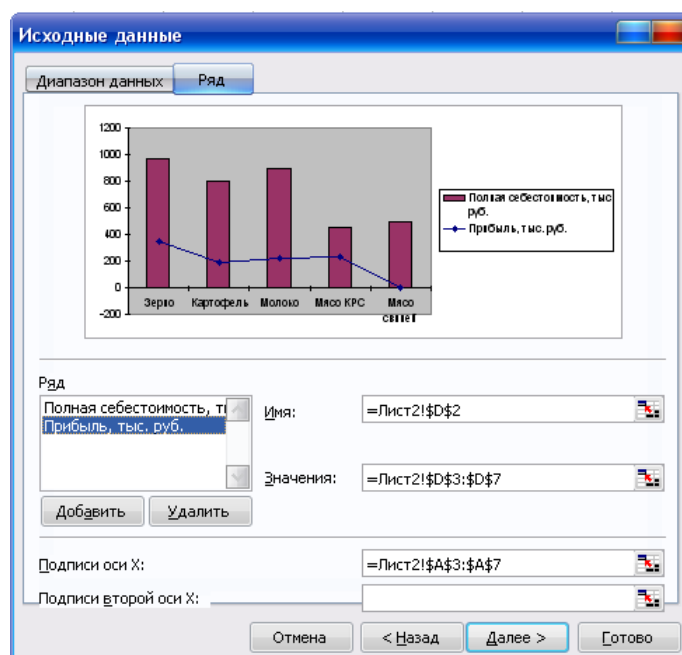 Исходные данные
Диапазон данных Ряд
1200
1000
800
600
400
200
0
-200
Зерно Картофель Молоко Мясо КРС Мясо
свиней
Полная себестоимость, тыс
руб.
Прибыль, тыс. руб.
Ряд
Полная себестоимость, ты
Прибыль, тыс. руб.
Имя: =Лист2!$D$2
Значения: =Лист2!$D$3:$D$7
Добавить Удалить
Подписи оси X: =Лист2!$A$3:$A$7
Подписи второй оси X:
Отмена < Назад Далее > Готово